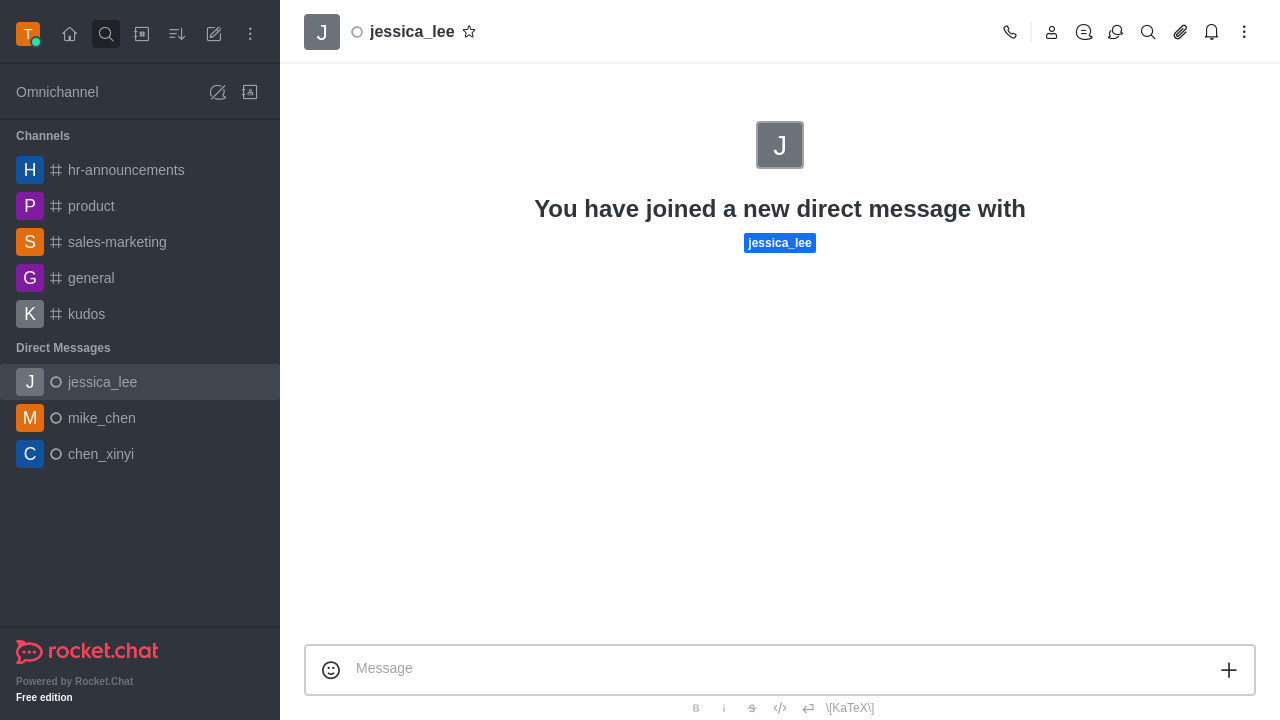 T
Omnichannel
Channels
H hr-announcements
P product
S sales-marketing
G general
K kudos
Direct Messages
J jessica_lee
M mike_chen
C chen_xinyi
rocket.chat
Powered by Rocket.Chat
Free edition
J jessica_lee
J
You have joined a new direct message with
jessica_lee
Message
B i S \[KaTeX\]